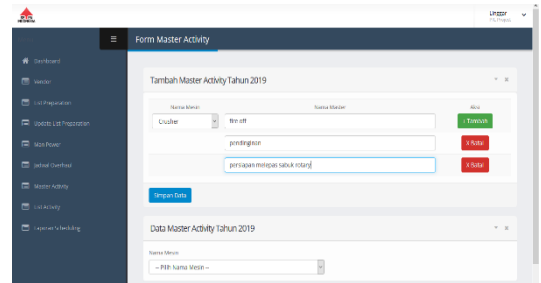 Form Master Activity
Dashboard
Vendor
List Preparation
Update List Preparation
Man Power
Jadwal Overhaul
Master Activity
List Activity
Laporan Scheduling
Tambah Master Activity Tahun 2019
Nama Mesin Nama Master Aksi
Crusher fire off + Tambah
pendinginan X Batal
persiapan melepas sabuk rotary X Batal
Simpan Data
Data Master Activity Tahun 2019
Nama Mesin
-- Pilih Nama Mesin --